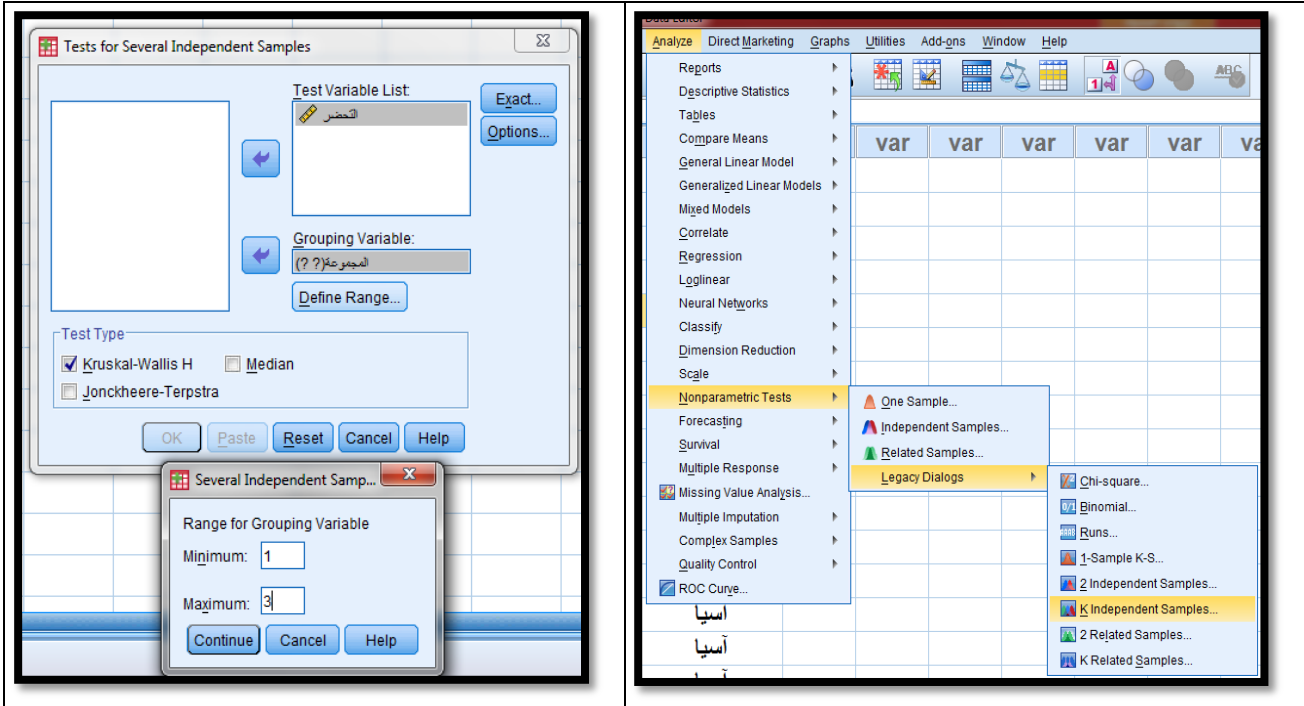 Tests for Several Independent Samples
Test Variable List:
التحضر
Exact...
Options...
Grouping Variable:
المجموعة(? ?)
Define Range...
Test Type
Kruskal-Wallis H
Median
Jonckheere-Terpstra
OK
Paste
Reset
Cancel
Help
Several Independent Samp...
Range for Grouping Variable
Minimum: 1
Maximum: 3
Continue
Cancel
Help
Analyze Direct Marketing Graphs Utilities Add-ons Window Help
Reports
Descriptive Statistics
Tables
Compare Means
General Linear Model
Generalized Linear Models
Mixed Models
Correlate
Regression
Loglinear
Neural Networks
Classify
Dimension Reduction
Scale
Nonparametric Tests
Forecasting
Survival
Multiple Response
Missing Value Analysis...
Multiple Imputation
Complex Samples
Quality Control
ROC Curve...
One Sample...
Independent Samples...
Related Samples...
Legacy Dialogs
Chi-square...
Binomial...
Runs...
1-Sample K-S...
2 Independent Samples...
K Independent Samples...
2 Related Samples...
K Related Samples...
var var var var var
آسيا
آسيا